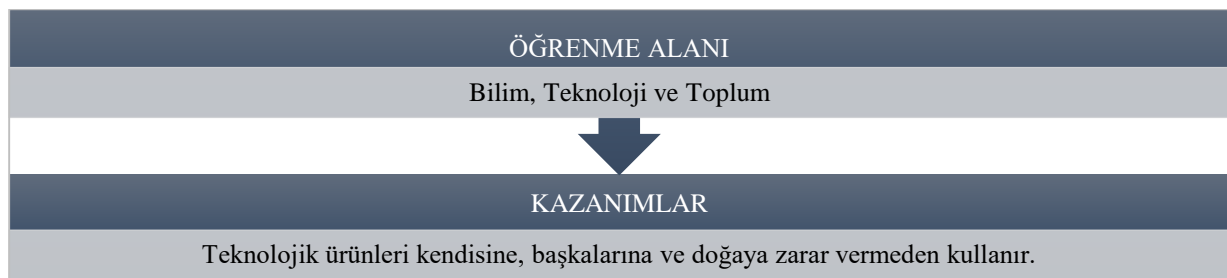 ÖĞRENME ALANI
Bilim, Teknoloji ve Toplum
KAZANIMLAR
Teknolojik ürünleri kendisine, başkalarına ve doğaya zarar vermeden kullanır.